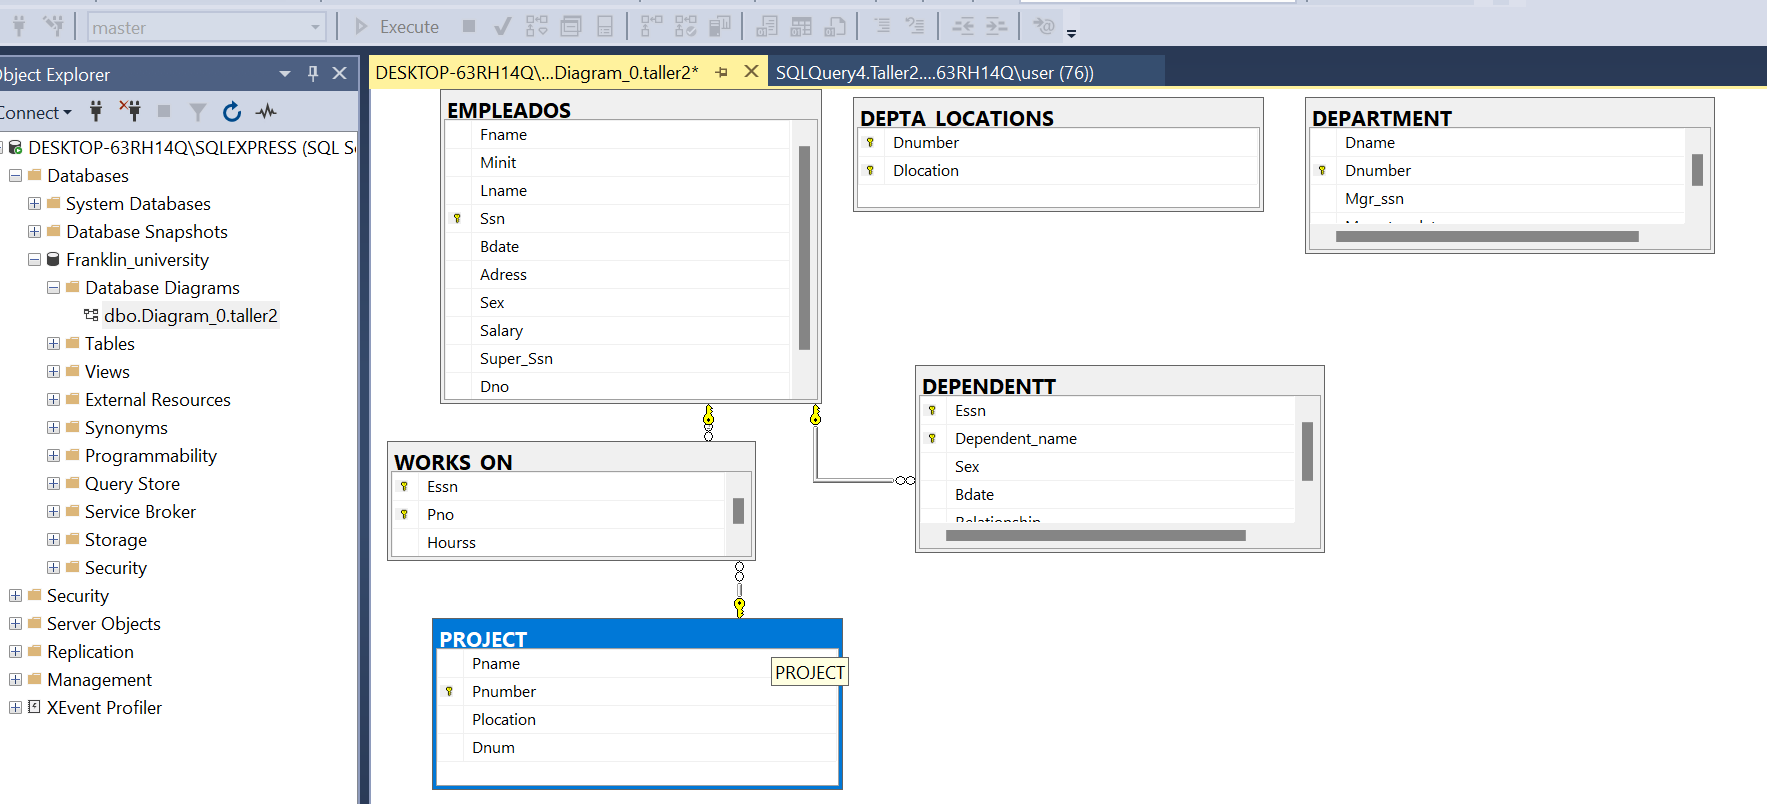 master
Execute
bject Explorer
DESKTOP-63RH14Q\...Diagram_0.taller2*
SQLQuery4.Taller2....63RH14Q\user (76))
onnect
DESKTOP-63RH14Q\SQLEXPRESS (SQL S
Databases
System Databases
Database Snapshots
Franklin_university
Database Diagrams
dbo.Diagram_0.taller2
Tables
Views
External Resources
Synonyms
Programmability
Query Store
Service Broker
Storage
Security
Security
Server Objects
Replication
Management
XEvent Profiler
EMPLEADOS
Fname
Minit
Lname
Ssn
Bdate
Adress
Sex
Salary
Super_Ssn
Dno
DEPTA_LOCATIONS
Dnumber
Dlocation
DEPARTMENT
Dname
Dnumber
Mgr_ssn
DEPENDENTT
Essn
Dependent_name
Sex
Bdate
Relationship
WORKS_ON
Essn
Pno
Hourss
PROJECT
Pname
Pnumber
Plocation
Dnum
PROJECT